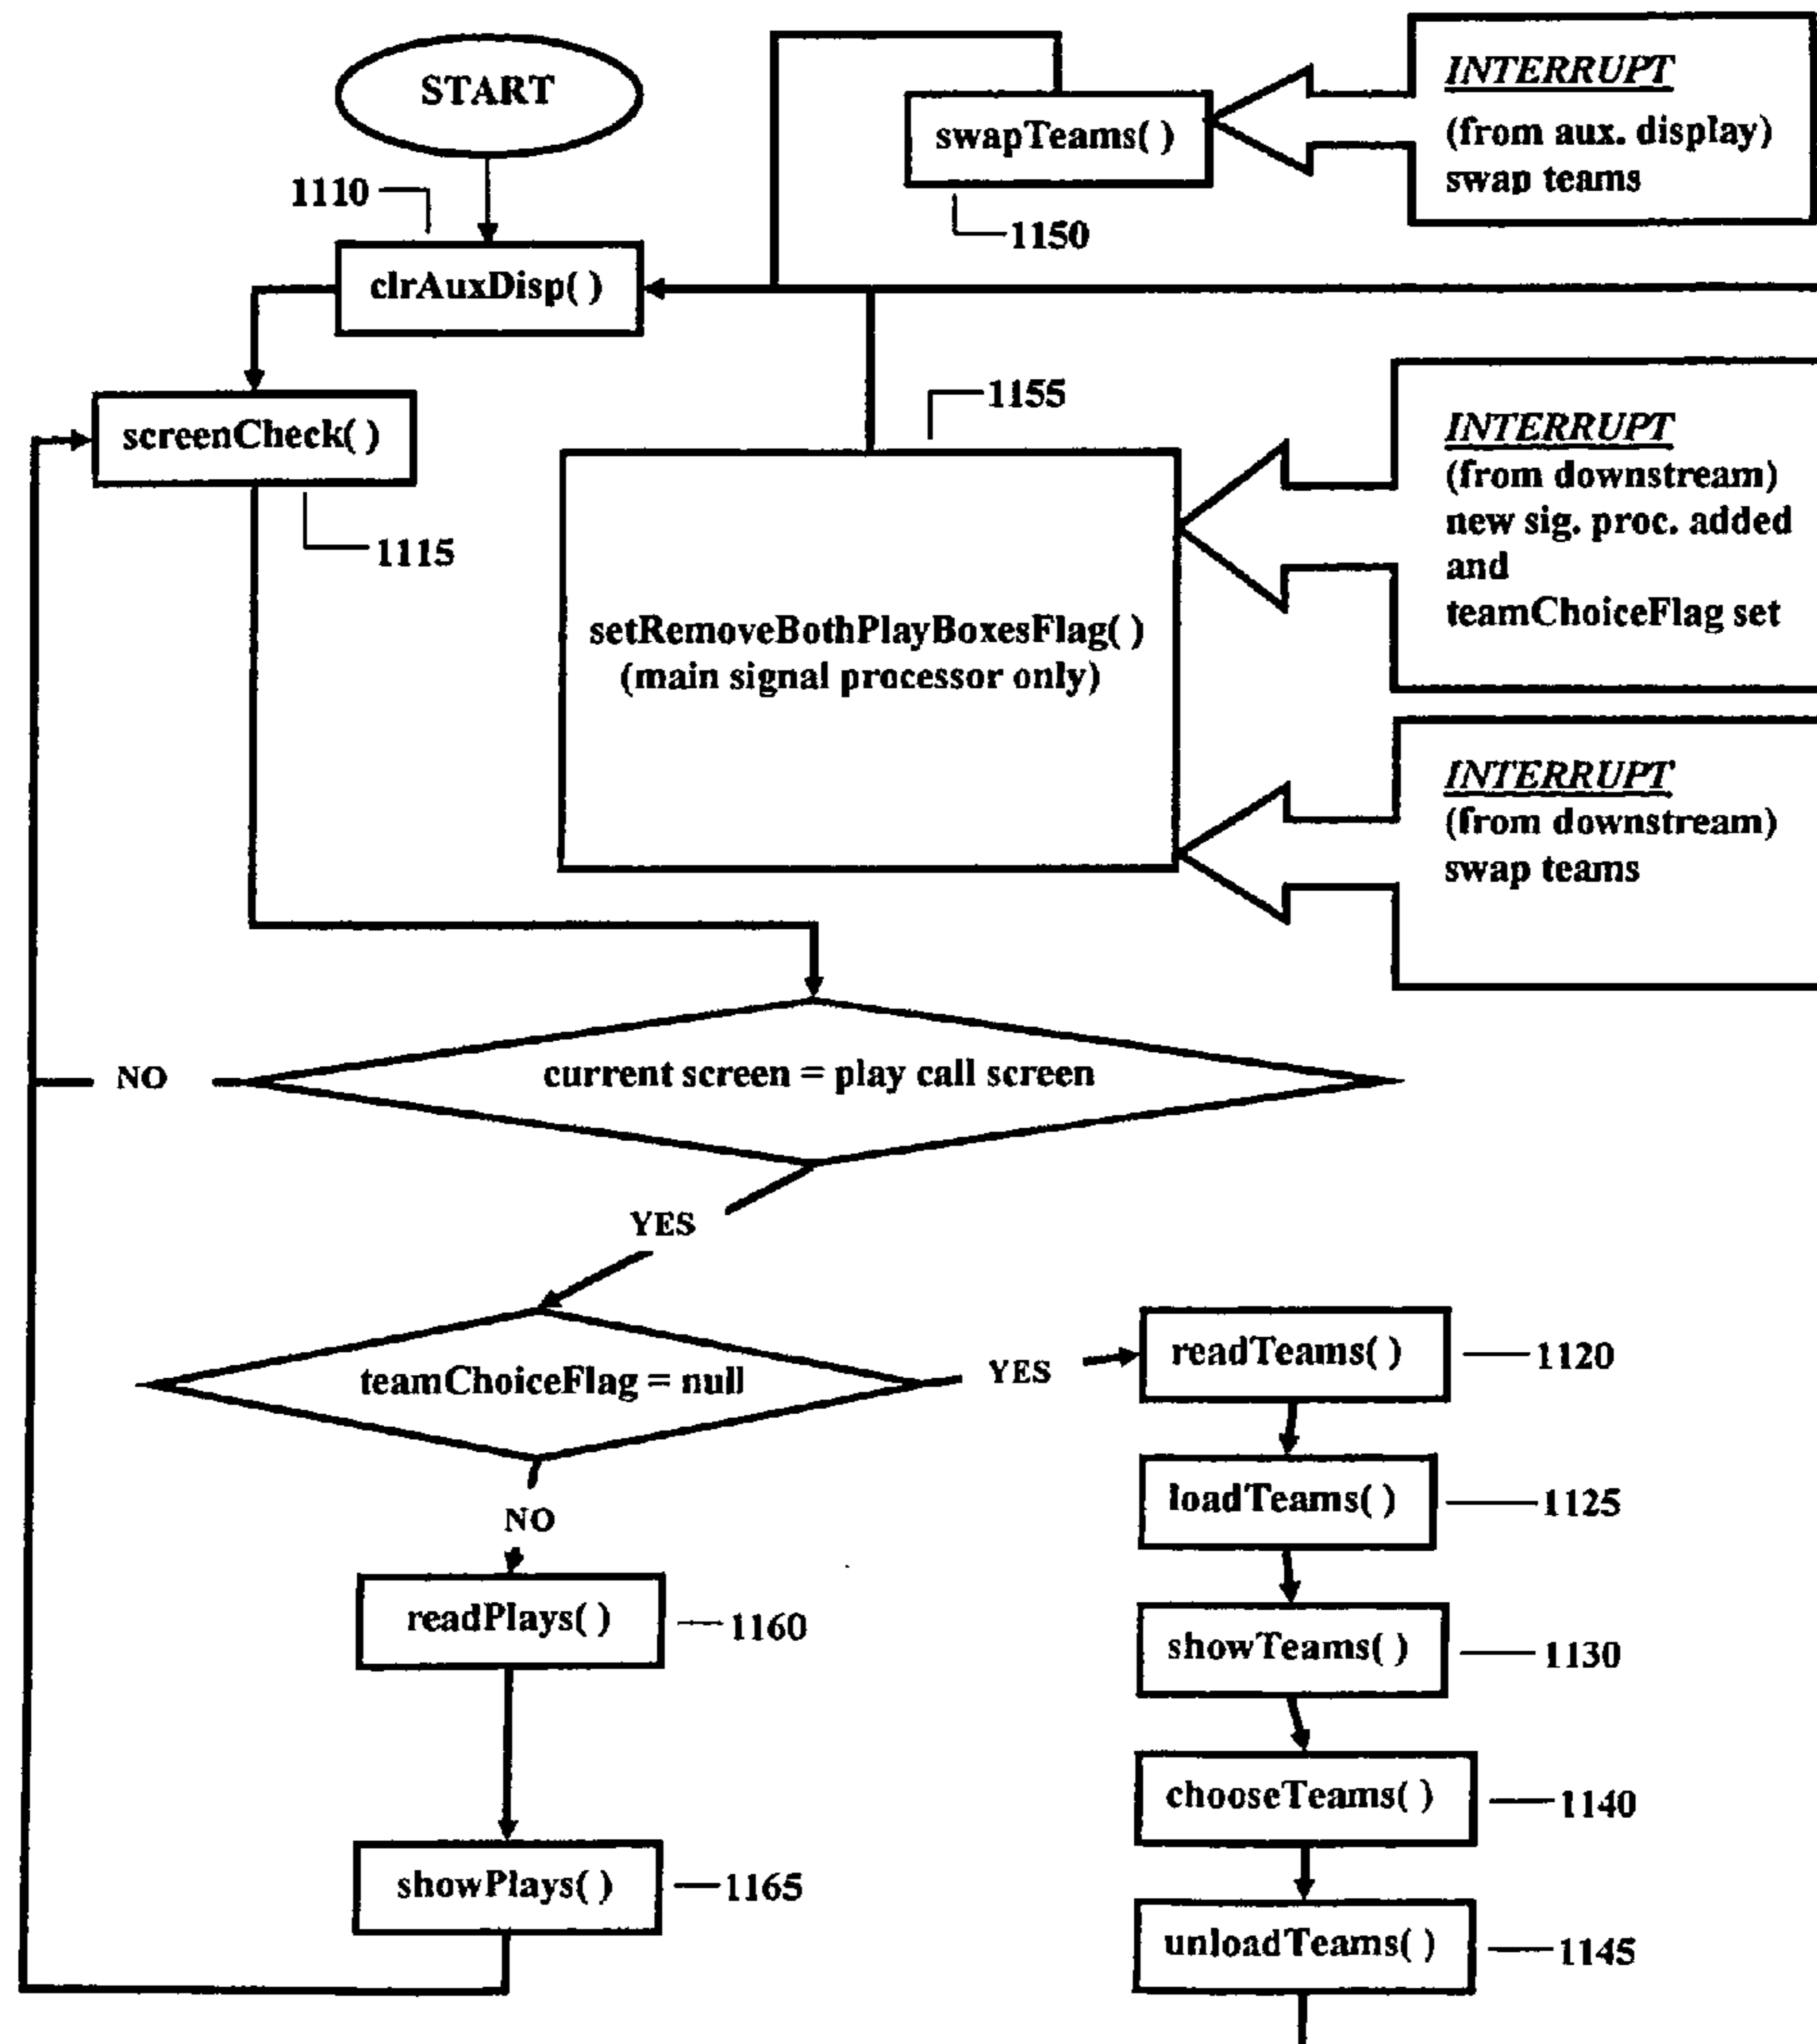 START
1110
clrAuxDisp( )
swapTeams( )
1150
INTERRUPT
(from aux. display)
swap teams
screenCheck( )
1115
1155
setRemoveBothPlayBoxesFlag( )
(main signal processor only)
INTERRUPT
(from downstream)
new sig. proc. added
and
teamChoiceFlag set
INTERRUPT
(from downstream)
swap teams
current screen = play call screen
NO
YES
teamChoiceFlag = null
YES
NO
readTeams( )
1120
loadTeams( )
1125
showTeams( )
1130
chooseTeams( )
1140
unloadTeams( )
1145
readPlays( )
1160
showPlays( )
1165